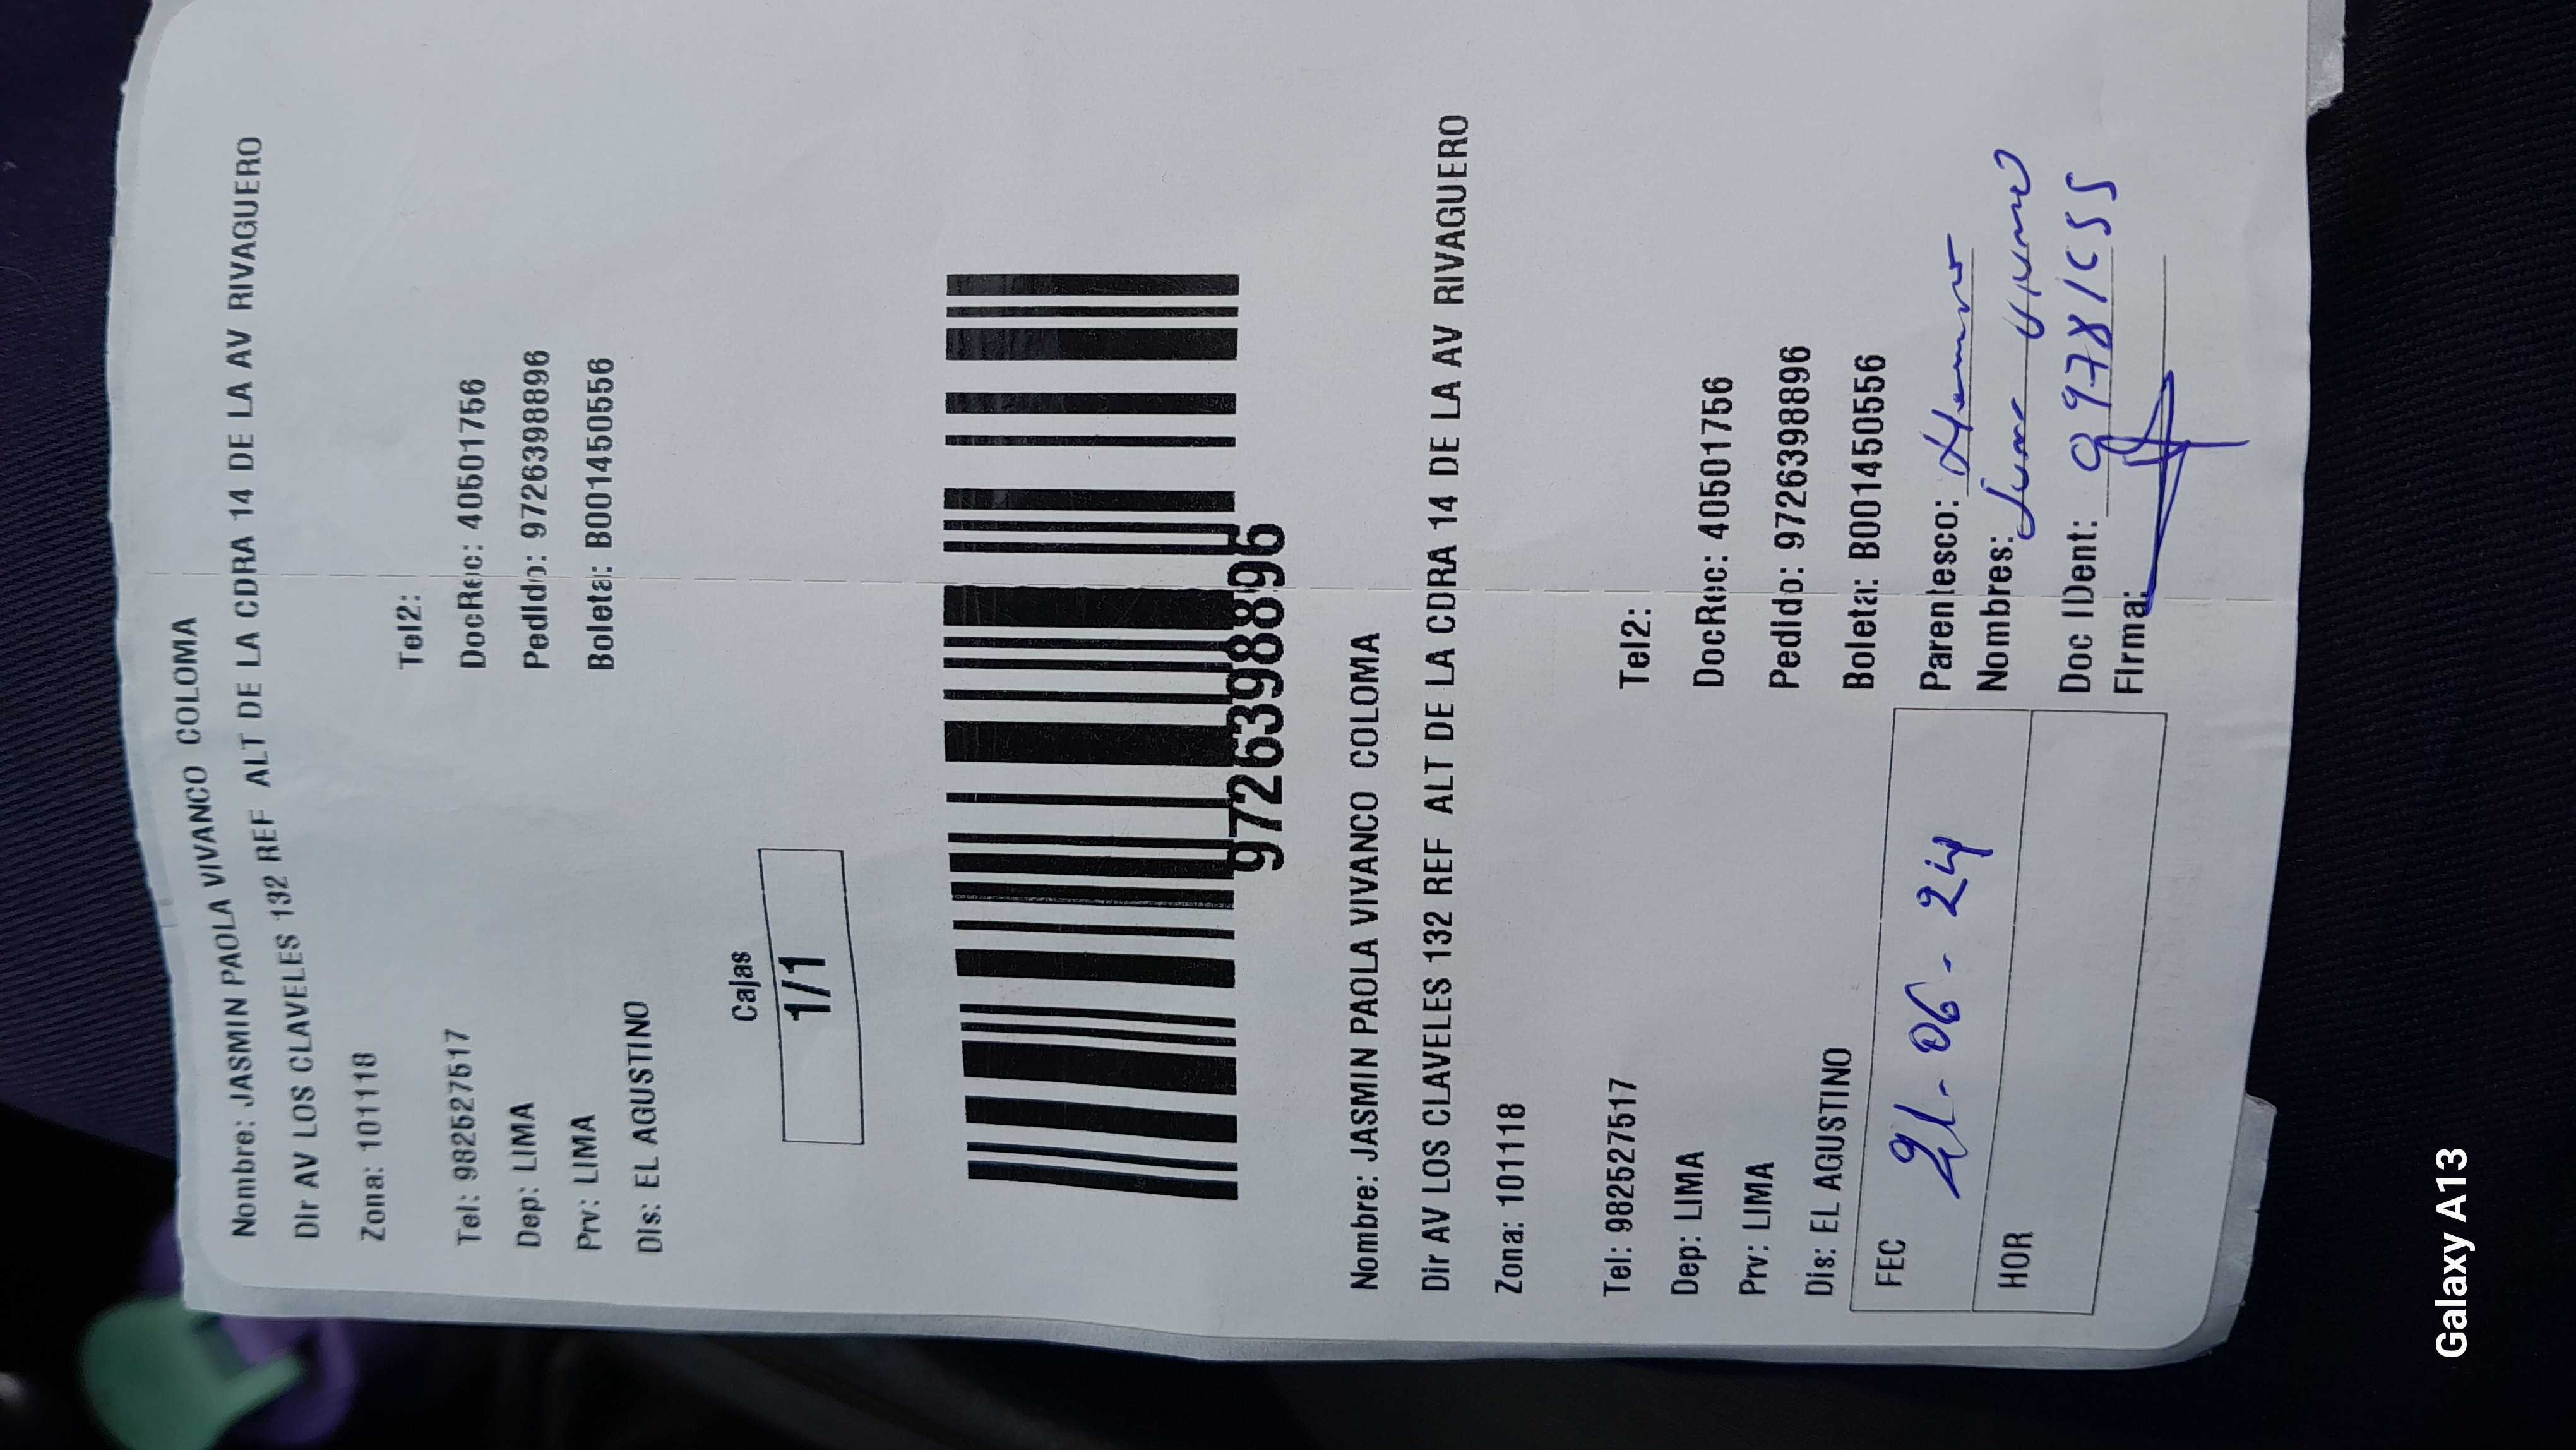 Nombre: JASMIN PAOLA VIVANCO COLOMA
Dir AV LOS CLAVELES 132 REF ALT DE LA CDRA 14 DE LA AV RIVAGUERO
Zona: 101118
Tel: 982527517 Tel2:
Dep: LIMA DocRec: 40501756
Prv: LIMA Pedido: 972639896
Dis: EL AGUSTINO Boleta: B001450556
Cajas
1/1
9726398896
Nombre: JASMIN PAOLA VIVANCO COLOMA
Dir AV LOS CLAVELES 132 REF ALT DE LA CDRA 14 DE LA AV RIVAGUERO
Zona: 101118
Tel: 982527517 Tel2:
Dep: LIMA DocRec: 40501756
Prv: LIMA Pedido: 9726398896
Dis: EL AGUSTINO Boleta: B001450556
FEC 21-06-24 Parentesco: Hermano
HOR Nombres: Vivanco
Doc IDent:
Firma:
Galaxy A13